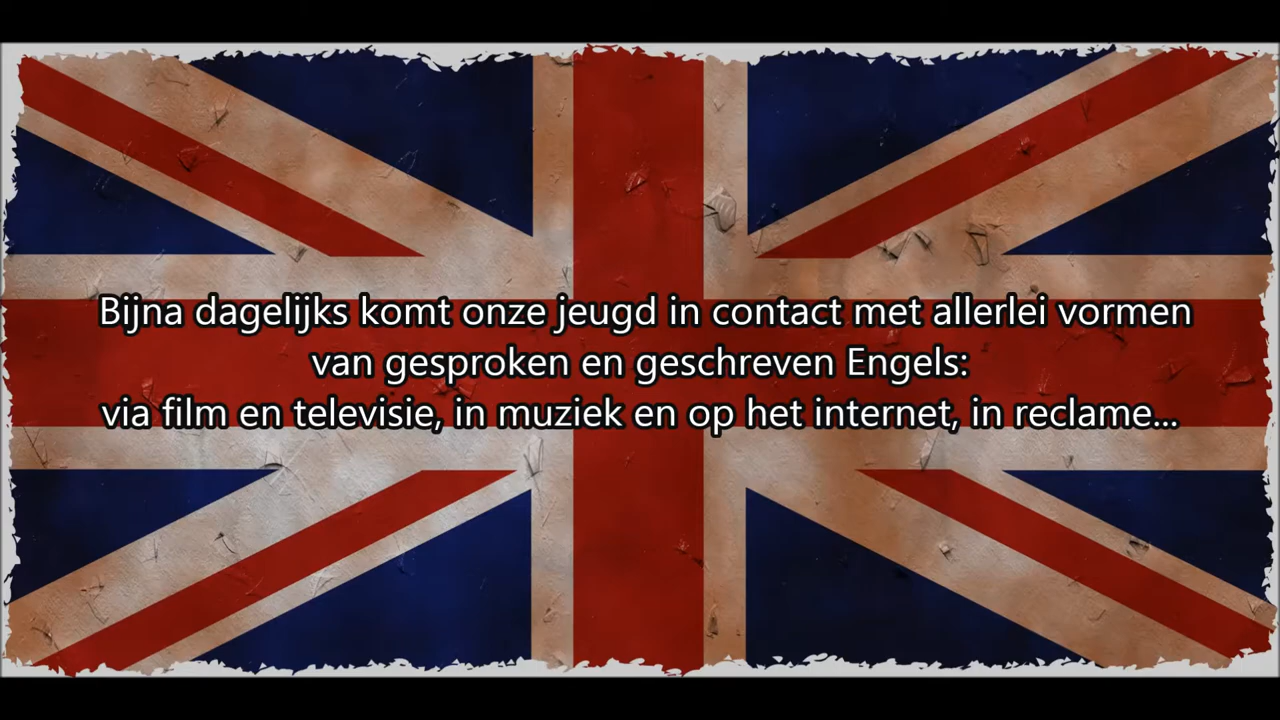 Bijna dagelijks komt onze jeugd in contact met allerlei vormen
van gesproken en geschreven Engels:
via film en televisie, in muziek en op het internet, in reclame...